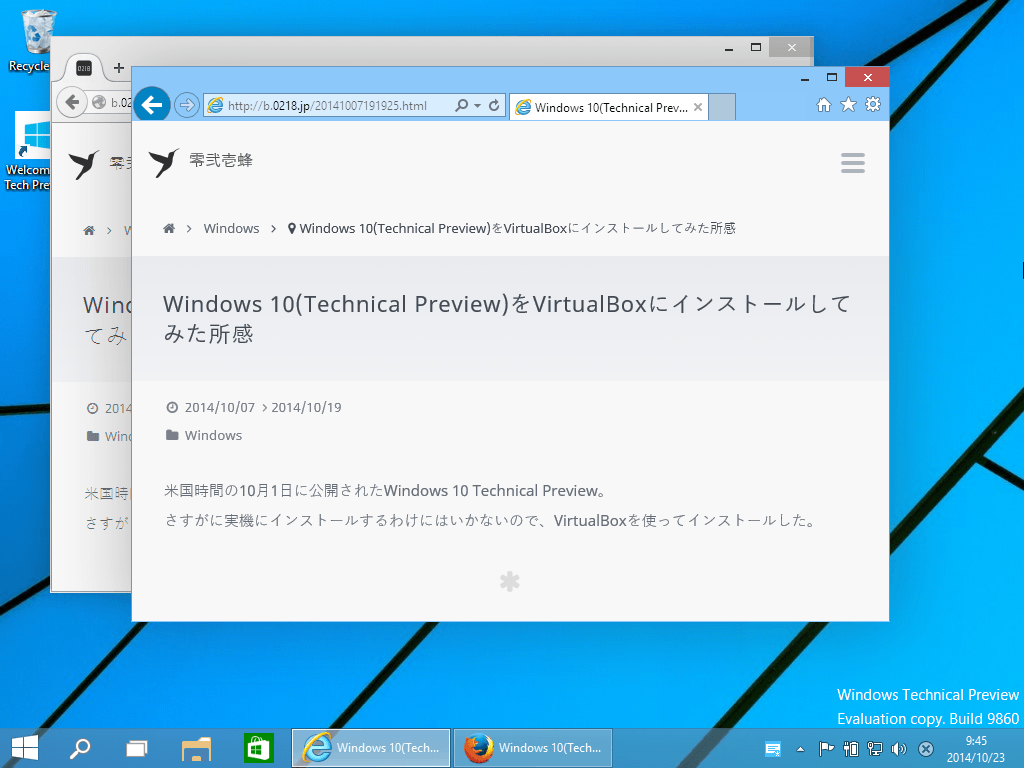 Recycle
Welcom
Tech Pre
0218
b.02
零弐
Wind
てみ
2014
Wind
米国時
さすが
http://b.0218.jp/20141007191925.html
Windows 10(Technical Prev...
零弐壱蜂
Windows
Windows 10(Technical Preview)をVirtualBoxにインストールしてみた所感
Windows 10(Technical Preview)をVirtualBoxにインストールして
みた所感
2014/10/07 2014/10/19
Windows
米国時間の10月1日に公開されたWindows 10 Technical Preview。
さすがに実機にインストールするわけにはいかないので、VirtualBoxを使ってインストールした。
Windows Technical Preview
Evaluation copy. Build 9860
Windows 10(Tech...
Windows 10(Tech...
9:45
2014/10/23